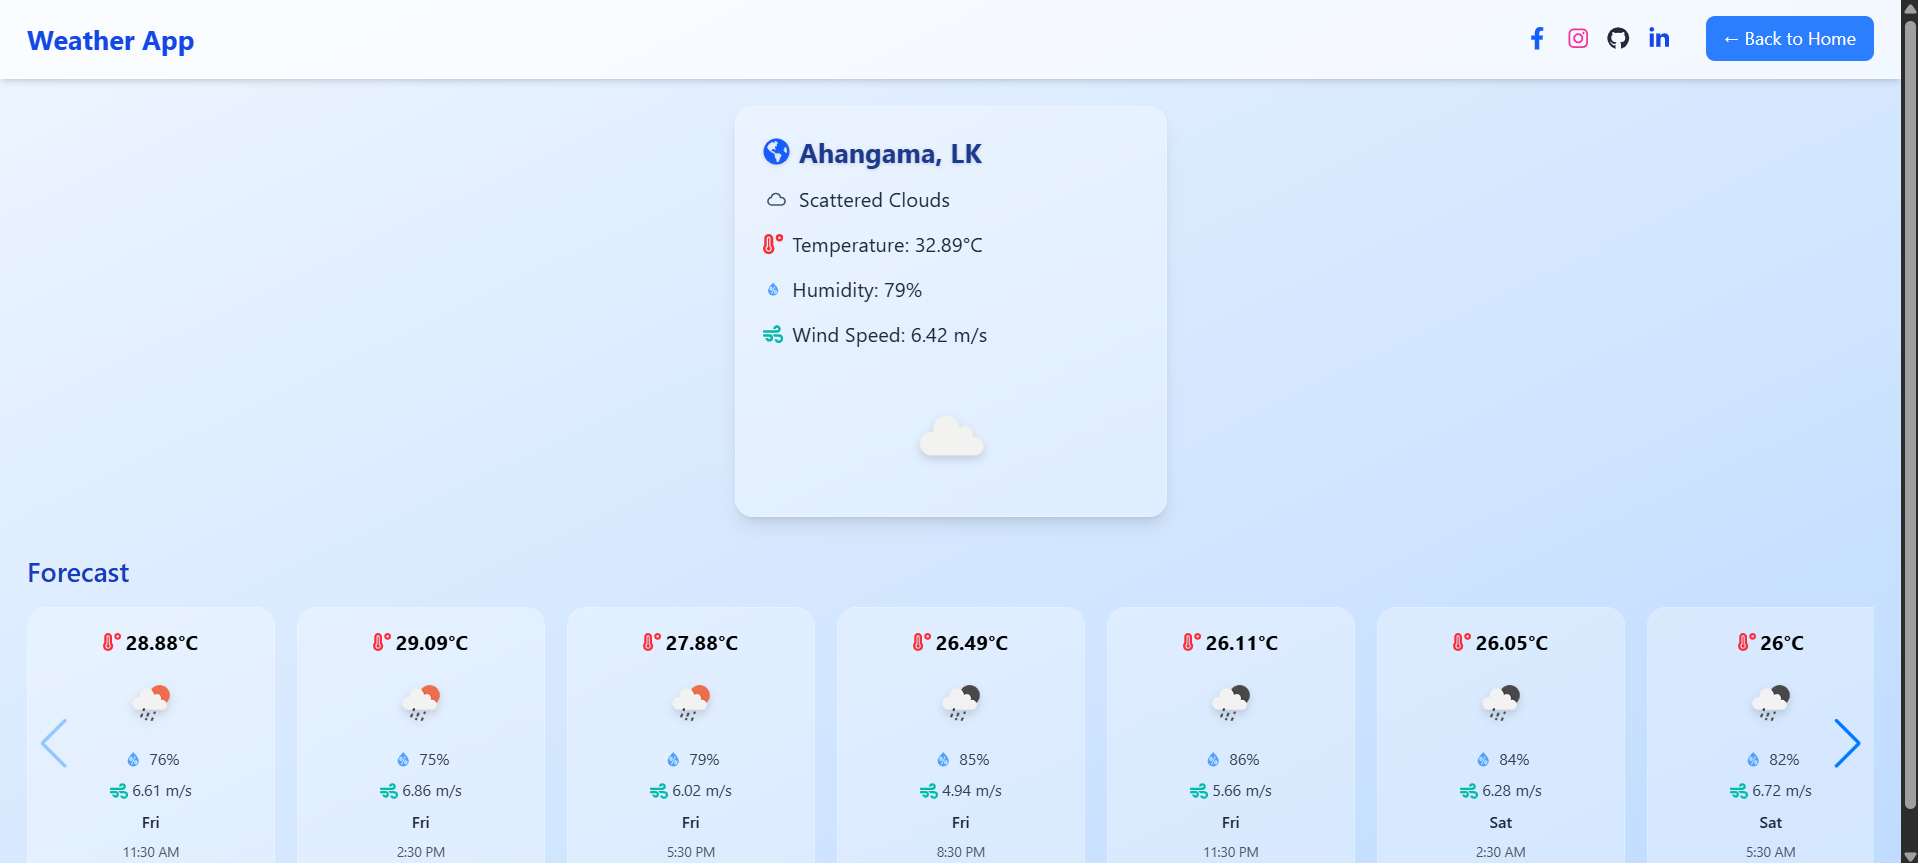 Weather App
← Back to Home
Ahangama, LK
Scattered Clouds
Temperature: 32.89°C
Humidity: 79%
Wind Speed: 6.42 m/s
Forecast
28.88°C
76%
6.61 m/s
Fri
11:30 AM
29.09°C
75%
6.86 m/s
Fri
2:30 PM
27.88°C
79%
6.02 m/s
Fri
5:30 PM
26.49°C
85%
4.94 m/s
Fri
8:30 PM
26.11°C
86%
5.66 m/s
Fri
11:30 PM
26.05°C
84%
6.28 m/s
Sat
2:30 AM
26°C
82%
6.72 m/s
Sat
5:30 AM